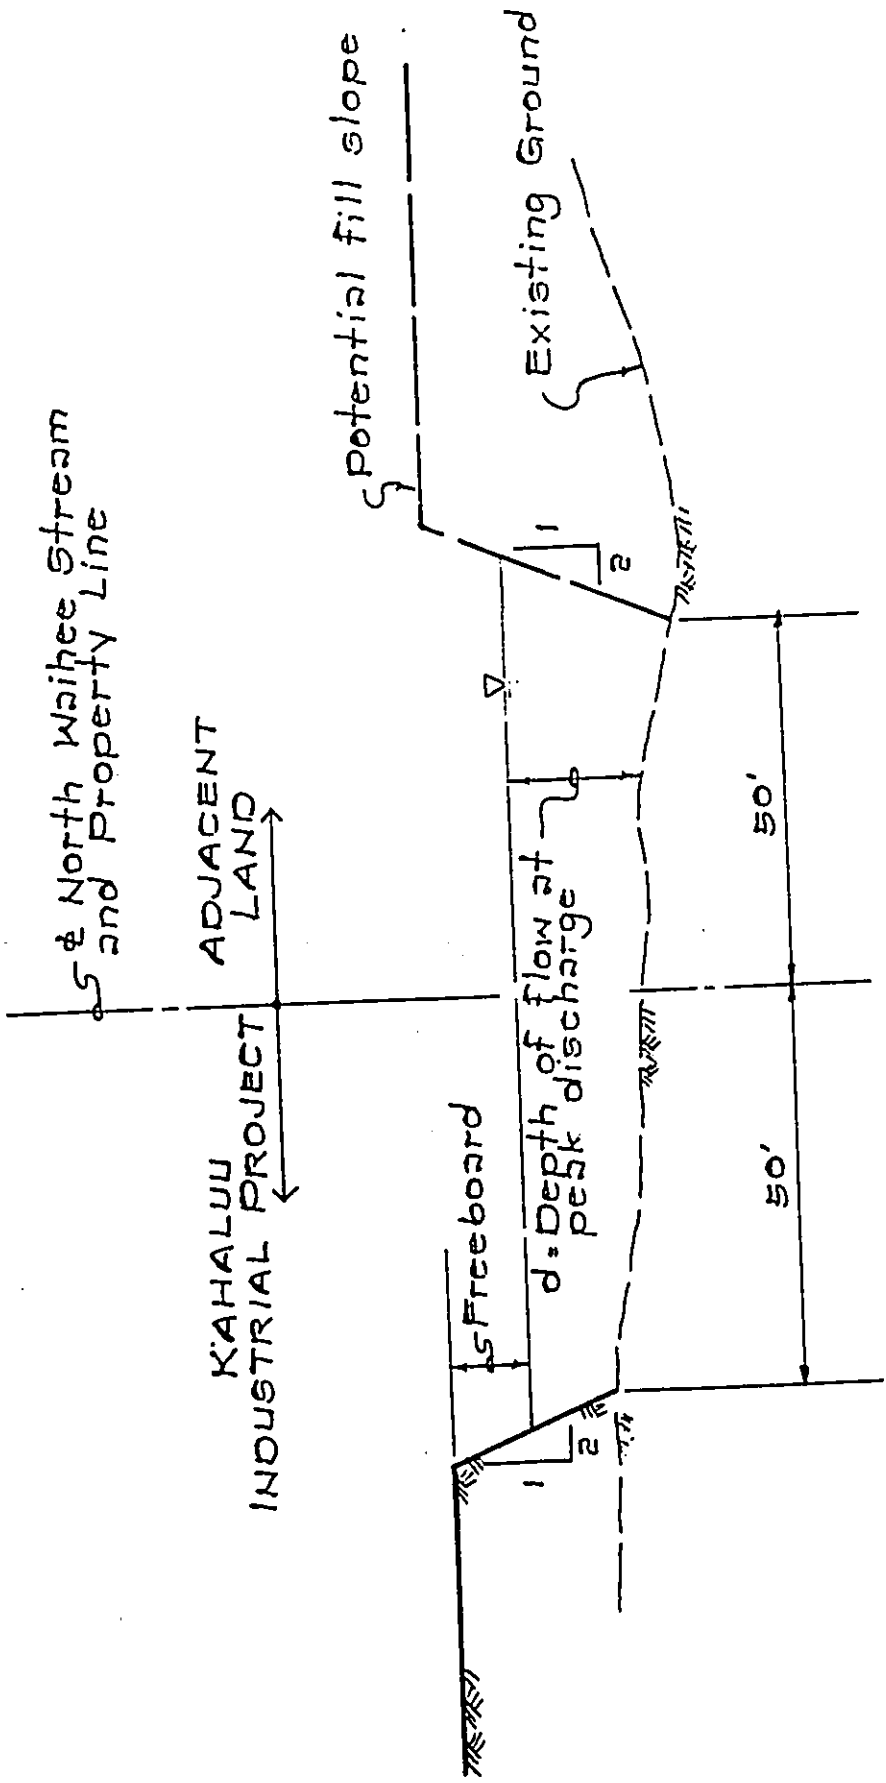 ℄ North Waihee Stream
and Property Line
KAHALUU
INDUSTRIAL PROJECT
ADJACENT
LAND
Potential fill slope
Existing Ground
Freeboard
d=Depth of flow at
peak discharge
1
2
1
2
50'
50'